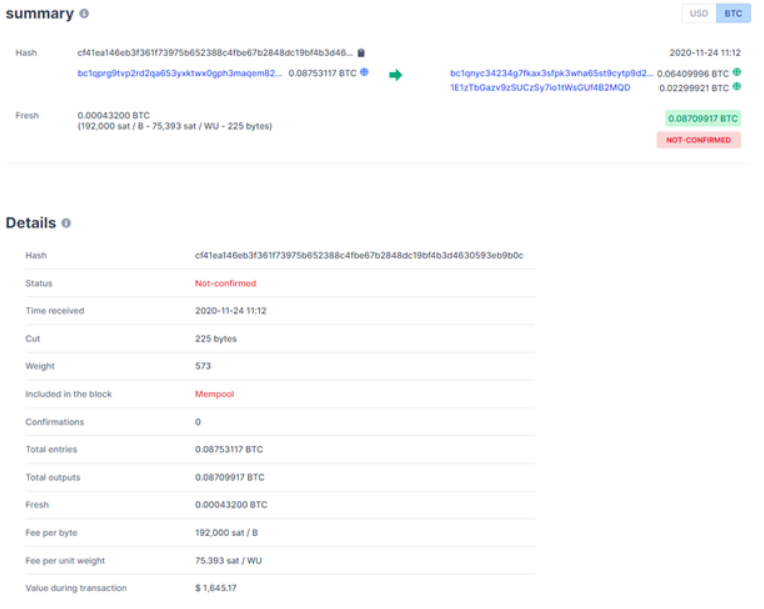 summary
USD BTC
Hash cf41ea146eb3f361f73975b652388c4fbe67b2848dc19bf4b3d46... 2020-11-24 11:12
bc1qprg9tvp2rd2qa653yxktwx0gph3maqem82... 0.08753117 BTC bc1qnyc34234g7fkax3sfpk3wha65st9cytp9d2... 0.06409996 BTC
1E1zTbGazv9zSUCzSy7io1tWsGUf4B2MQD 0.02299921 BTC
Fresh 0.00043200 BTC 0.08709917 BTC
(192,000 sat / B - 75,393 sat / WU - 225 bytes)
NOT-CONFIRMED
Details
Hash cf41ea146eb3f361f73975b652388c4fbe67b2848dc19bf4b3d4630593eb9b0c
Status Not-confirmed
Time received 2020-11-24 11:12
Cut 225 bytes
Weight 573
Included in the block Mempool
Confirmations 0
Total entries 0.08753117 BTC
Total outputs 0.08709917 BTC
Fresh 0.00043200 BTC
Fee per byte 192,000 sat / B
Fee per unit weight 75.393 sat / WU
Value during transaction $ 1,645.17